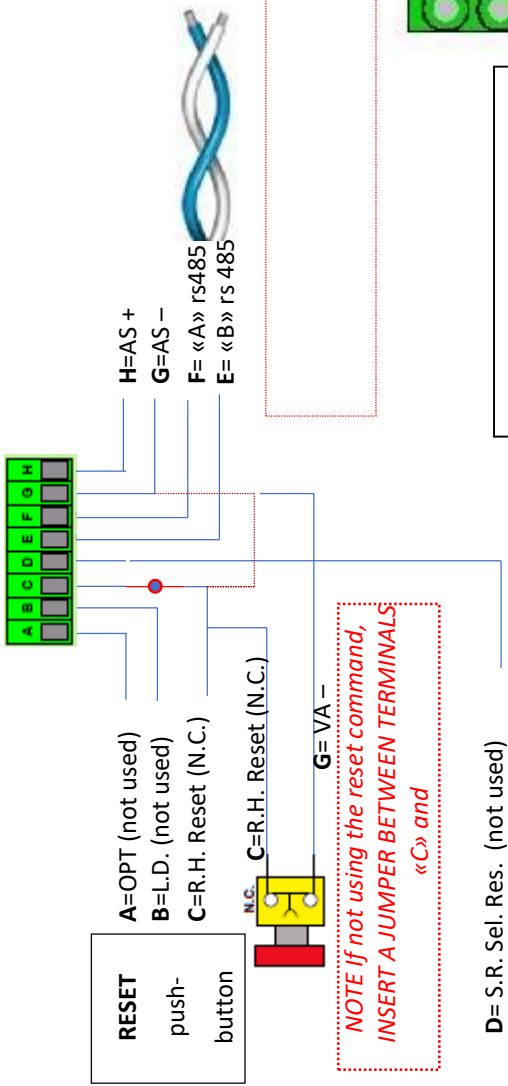 A B C D E F G H
H=AS +
G=AS –
F= «A» rs485
E= «B» rs 485
A=OPT (not used)
B=L.D. (not used)
C=R.H. Reset (N.C.)
RESET
push-
button
N.C.
C=R.H. Reset (N.C.)
G= VA –
NOTE If not using the reset command,
INSERT A JUMPER BETWEEN TERMINALS
«C» and
D= S.R. Sel. Res. (not used)